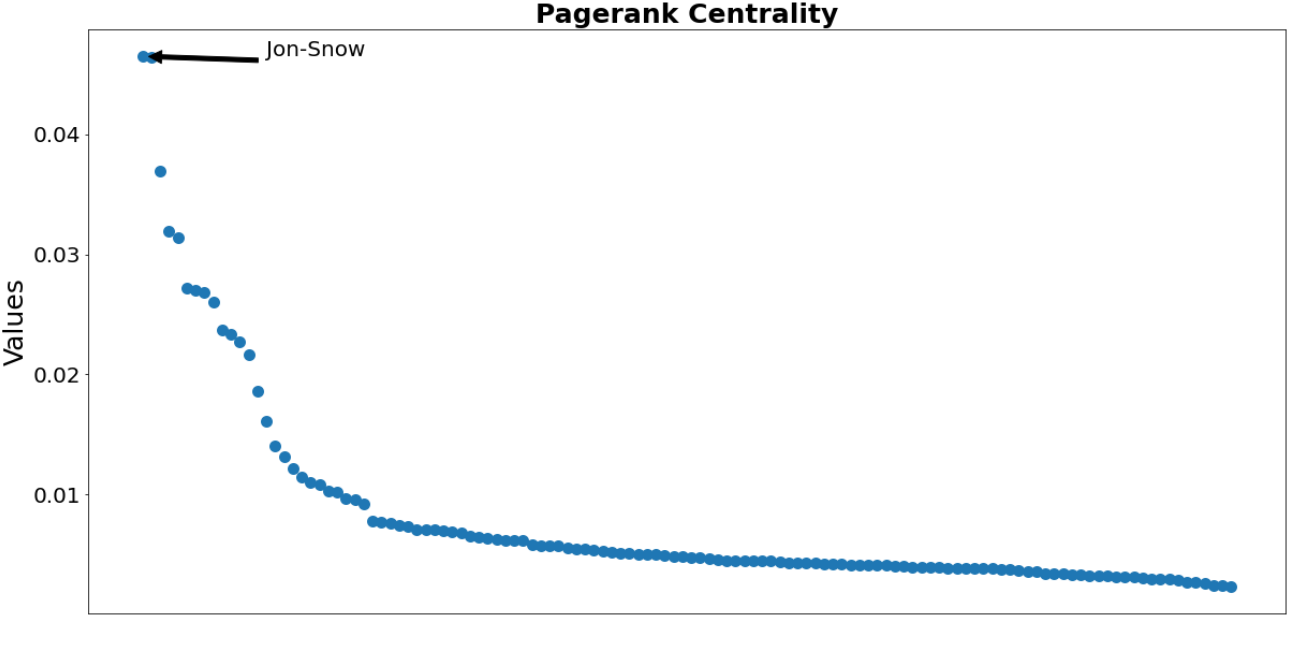 Pagerank Centrality
Jon-Snow
0.04
0.03
0.02
0.01
Values